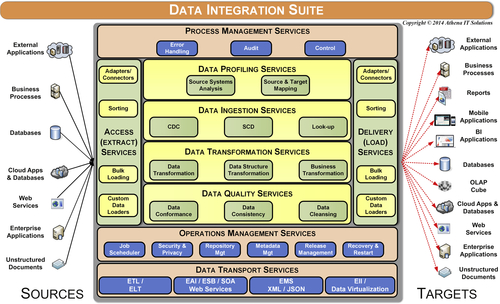 DATA INTEGRATION SUITE
Copyright © 2014 Athena IT Solutions
PROCESS MANAGEMENT SERVICES
Error Handling
Audit
Control
External Applications
Business Processes
Databases
Cloud Apps & Databases
Web Services
Enterprise Applications
Unstructured Documents
SOURCES
Adapters/ Connectors
Sorting
ACCESS (EXTRACT) SERVICES
Bulk Loading
Custom Data Loaders
DATA PROFILING SERVICES
Source Systems Analysis
Source & Target Mapping
DATA INGESTION SERVICES
CDC
SCD
Look-up
DATA TRANSFORMATION SERVICES
Data Transformation
Data Structure Transformation
Business Transformation
DATA QUALITY SERVICES
Data Conformance
Data Consistency
Data Cleansing
Adapters/ Connectors
Sorting
DELIVERY (LOAD) SERVICES
Bulk Loading
Custom Data Loaders
OPERATIONS MANAGEMENT SERVICES
Job Scheduler
Security & Privacy
Repository Mgt
Metadata Mgt
Release Management
Recovery & Restart
DATA TRANSPORT SERVICES
ETL / ELT
EAI / ESB / SOA Web Services
EMS XML / JSON
EII / Data Virtualization
External Applications
Business Processes
Reports
Mobile Applications
BI Applications
Databases
OLAP Cube
Cloud Apps & Databases
Web Services
Enterprise Applications
Unstructured Documents
TARGETS